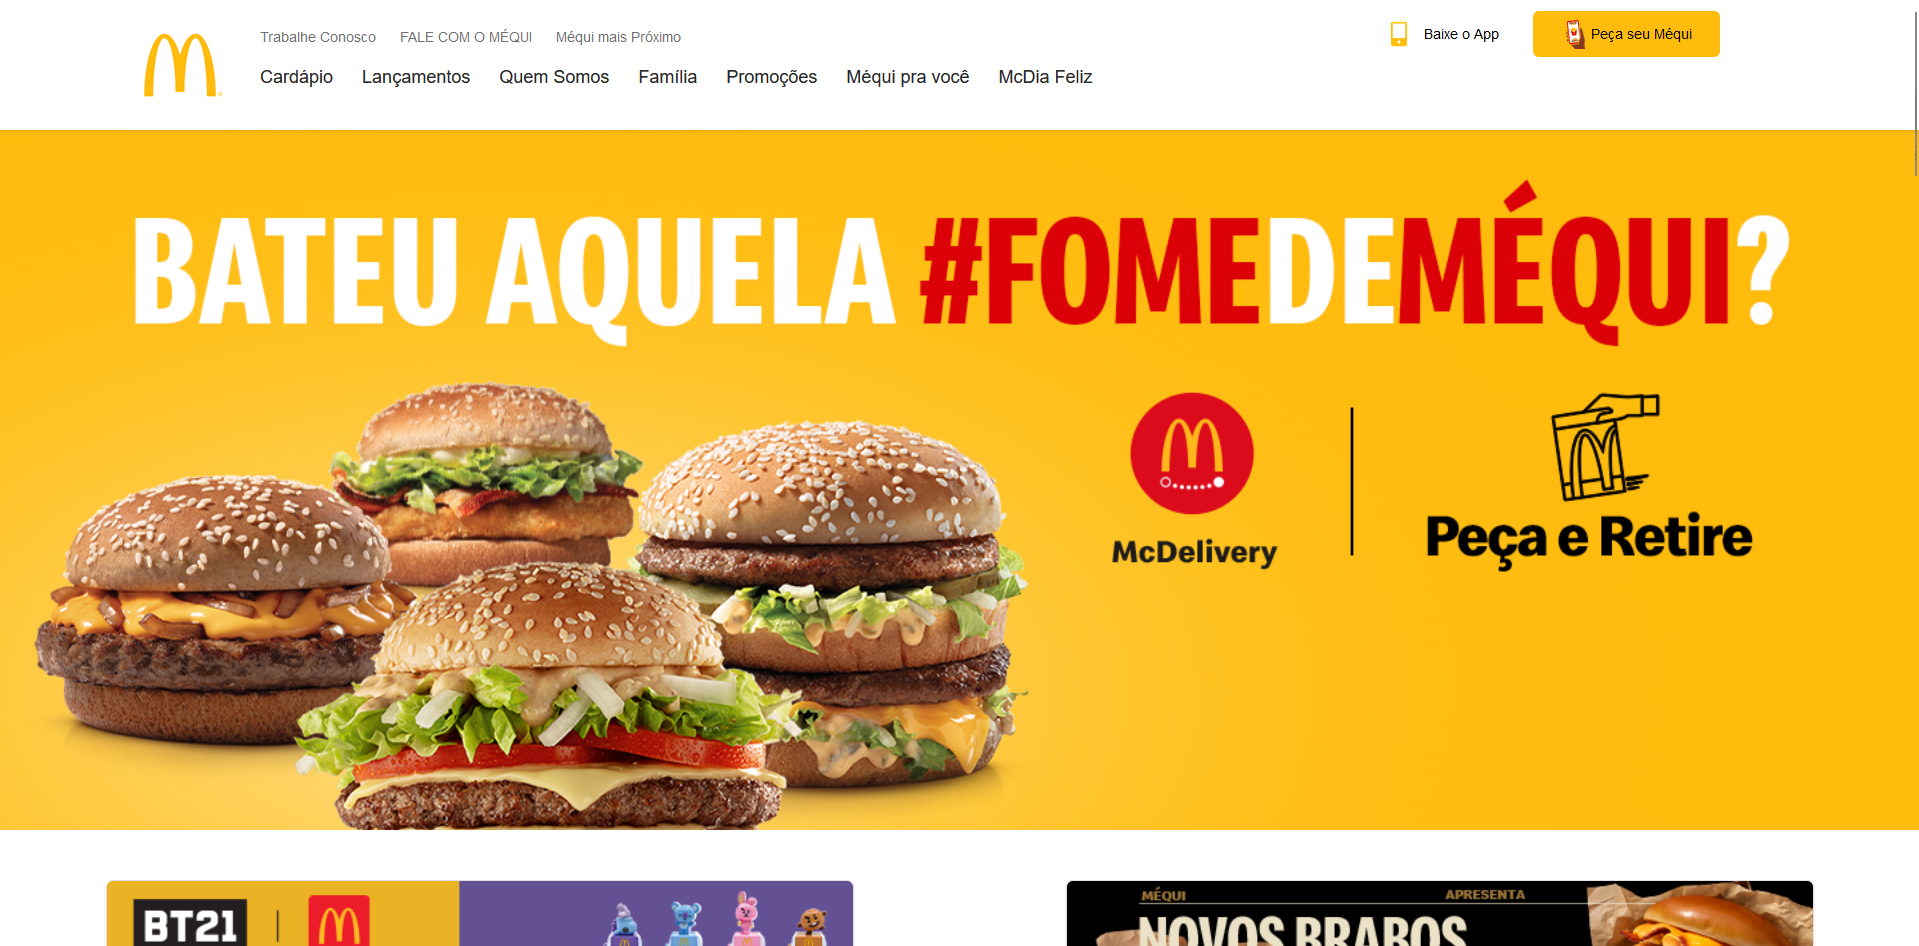 Trabalhe Conosco FALE COM O MÉQUI Méqui mais Próximo
Baixe o App
Peça seu Méqui
Cardápio Lançamentos Quem Somos Família Promoções Méqui pra você McDia Feliz
BATEU AQUELA #FOMEDEMÉQUI?
McDelivery
Peça e Retire
BT21
MÉQUI APRESENTA
NOVOS BRABOS